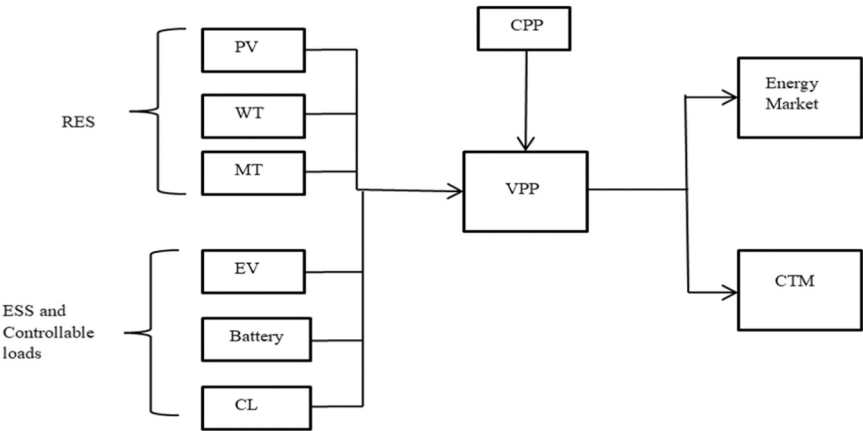 PV
CPP
Energy
Market
RES
WT
MT
VPP
EV
CTM
ESS and
Controllable
loads
Battery
CL